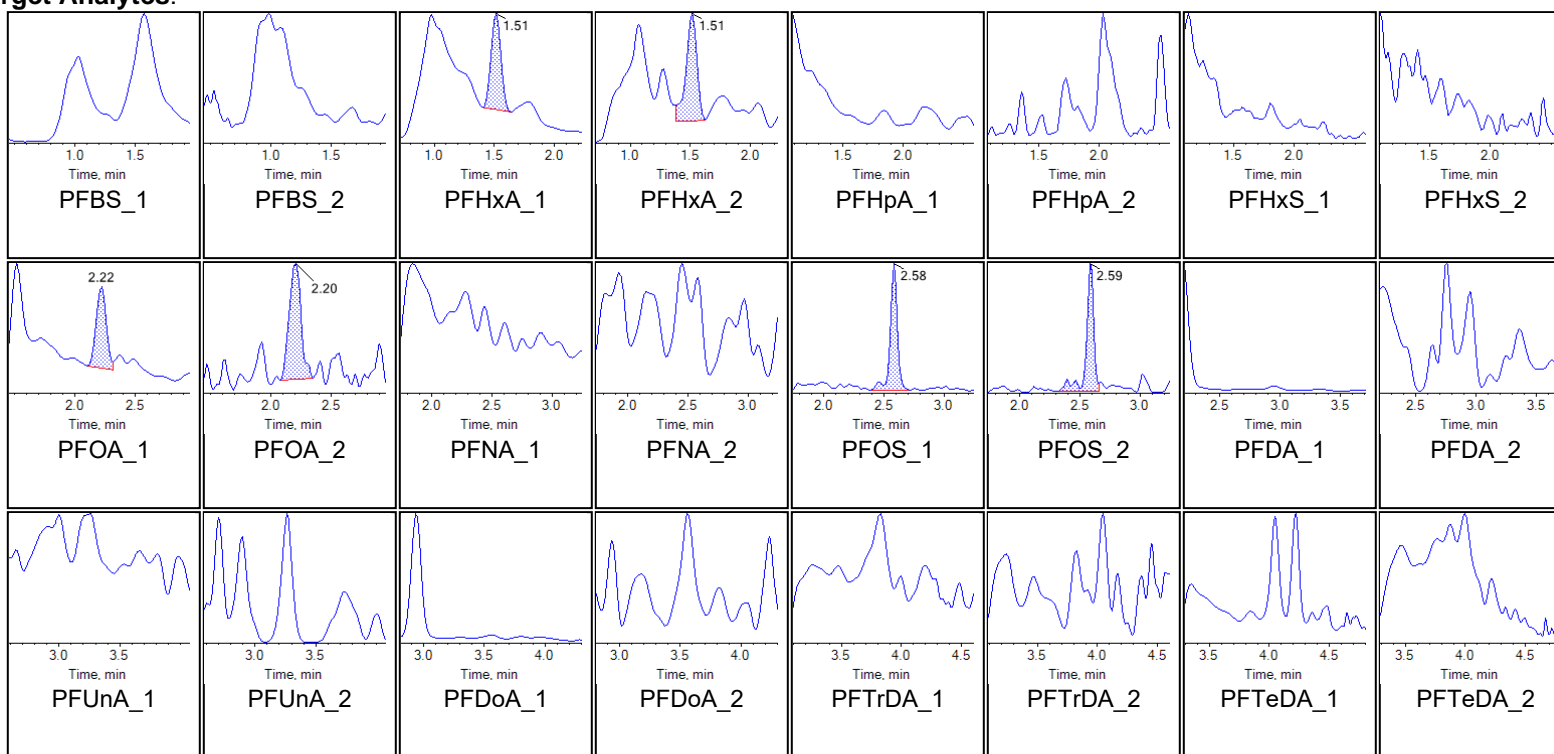 rget Analytes:
1.51 1.51
1.0 1.5 1.0 1.5 1.0 1.5 2.0 1.0 1.5 2.0 1.5 2.0 1.5 2.0 1.5 2.0 1.5 2.0
Time, min Time, min Time, min Time, min Time, min Time, min Time, min Time, min
PFBS_1 PFBS_2 PFHxA_1 PFHxA_2 PFHpA_1 PFHpA_2 PFHxS_1 PFHxS_2
2.22 2.20 2.58 2.59
2.0 2.5 2.0 2.5 2.0 2.5 3.0 2.0 2.5 3.0 2.0 2.5 3.0 2.0 2.5 3.0 2.5 3.0 3.5 2.5 3.0 3.5
Time, min Time, min Time, min Time, min Time, min Time, min Time, min Time, min
PFOA_1 PFOA_2 PFNA_1 PFNA_2 PFOS_1 PFOS_2 PFDA_1 PFDA_2
3.0 3.5 3.0 3.5 3.0 3.5 4.0 3.0 3.5 4.0 3.5 4.0 4.5 3.5 4.0 4.5 3.5 4.0 4.5 3.5 4.0 4.5
Time, min Time, min Time, min Time, min Time, min Time, min Time, min Time, min
PFUnA_1 PFUnA_2 PFDoA_1 PFDoA_2 PFTrDA_1 PFTrDA_2 PFTeDA_1 PFTeDA_2